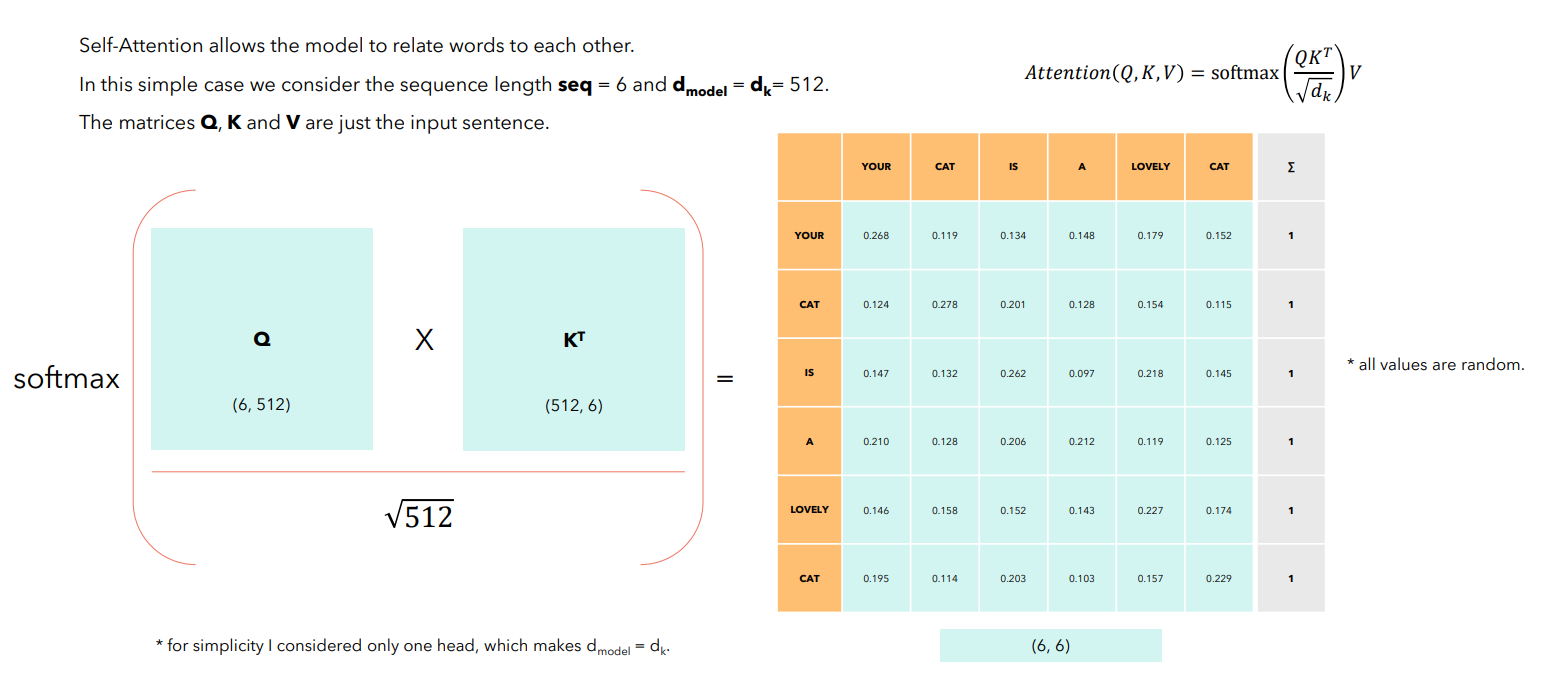 Self-Attention allows the model to relate words to each other.
In this simple case we consider the sequence length seq = 6 and dmodel = dk= 512.
The matrices Q, K and V are just the input sentence.
Attention(Q, K, V) = softmax(QKᵀ/√dk)V
softmax
Q
(6, 512)
X
Kᵀ
(512, 6)
√512
=
YOUR CAT IS A LOVELY CAT Σ
YOUR 0.268 0.119 0.134 0.148 0.179 0.152 1
CAT 0.124 0.278 0.201 0.128 0.154 0.115 1
IS 0.147 0.132 0.262 0.097 0.218 0.145 1
A 0.210 0.128 0.206 0.212 0.119 0.125 1
LOVELY 0.146 0.158 0.152 0.143 0.227 0.174 1
CAT 0.195 0.114 0.203 0.103 0.157 0.229 1
* all values are random.
* for simplicity I considered only one head, which makes dmodel = dk.
(6, 6)